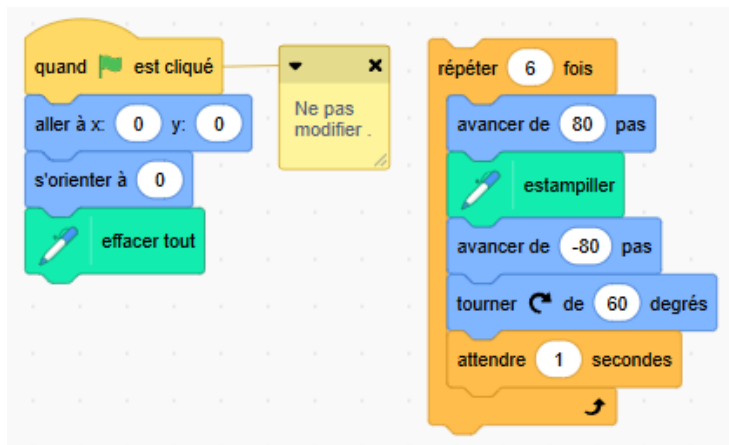 quand est cliqué
aller à x: 0 y: 0
s'orienter à 0
effacer tout
Ne pas
modifier .
répéter 6 fois
avancer de 80 pas
estampiller
avancer de -80 pas
tourner de 60 degrés
attendre 1 secondes